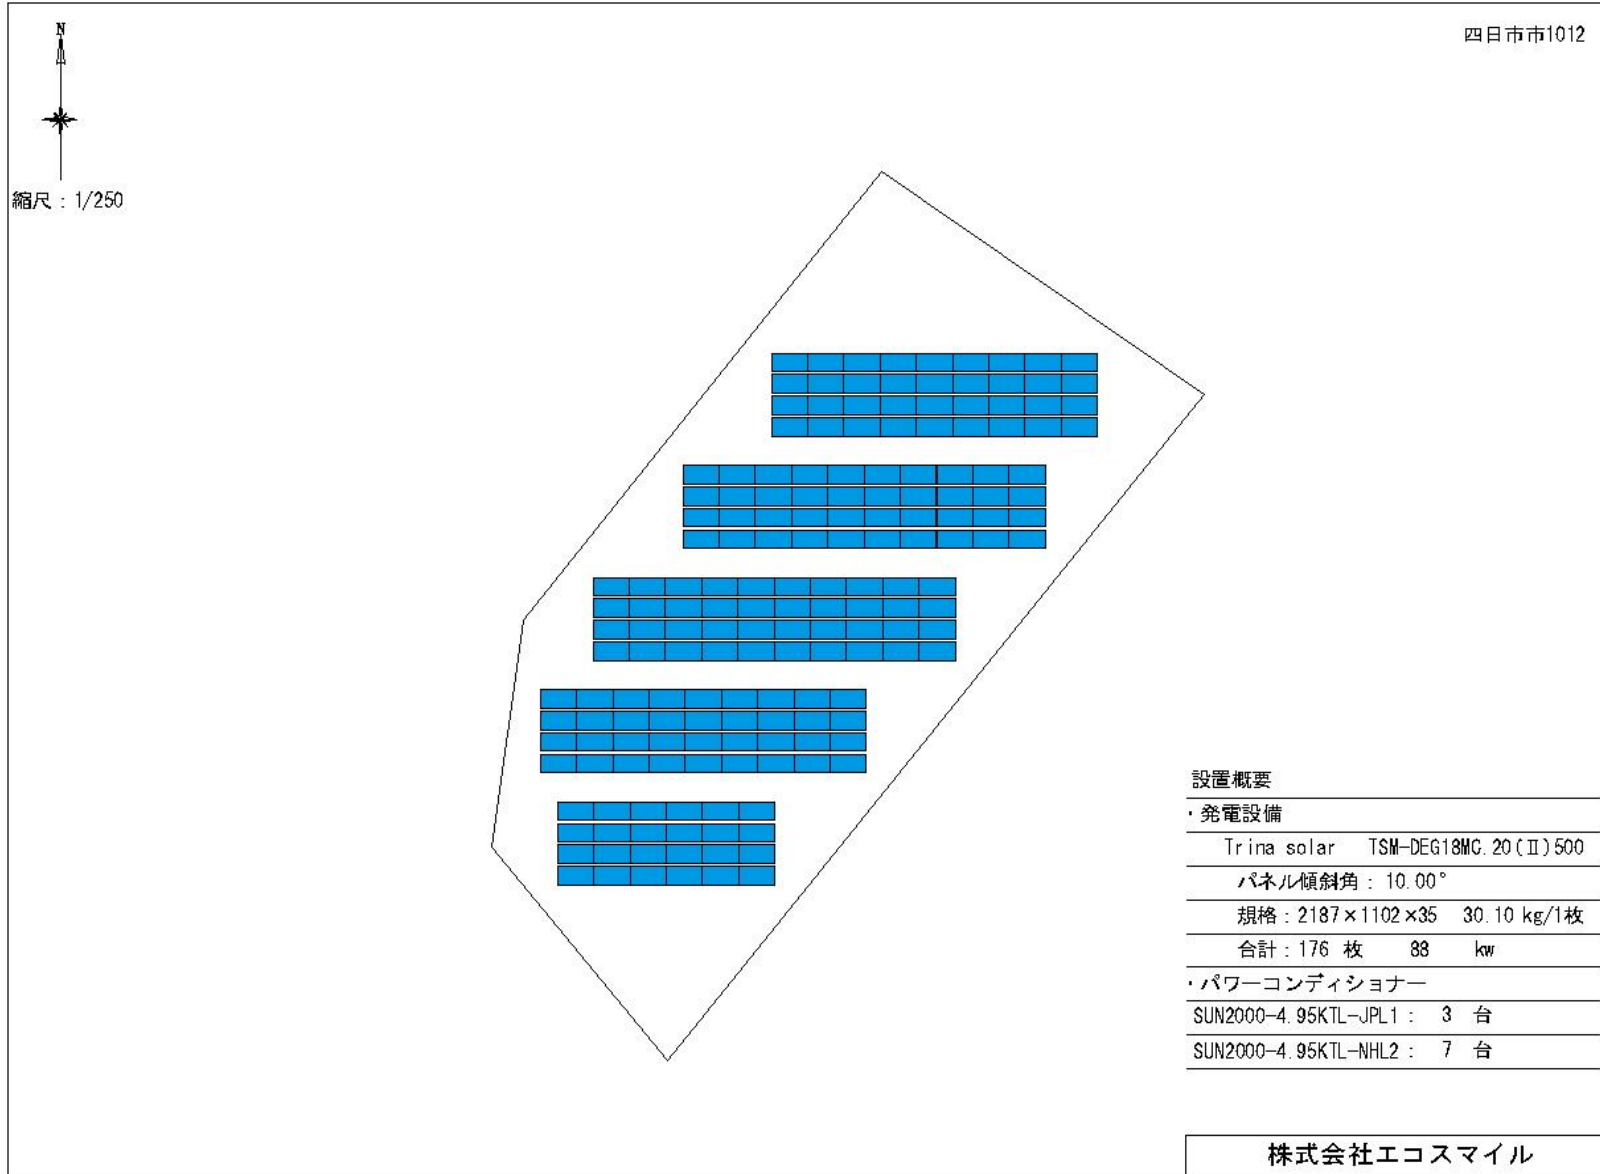 N
四日市市1012
縮尺：1/250
設置概要
・発電設備
Trina solar TSM-DEG18MC.20(Ⅱ)500
パネル傾斜角：10.00°
規格：2187×1102×35 30.10 kg/1枚
合計：176 枚 88 kw
・パワーコンディショナー
SUN2000-4.95KTL-JPL1： 3 台
SUN2000-4.95KTL-NHL2： 7 台
株式会社エコスマイル